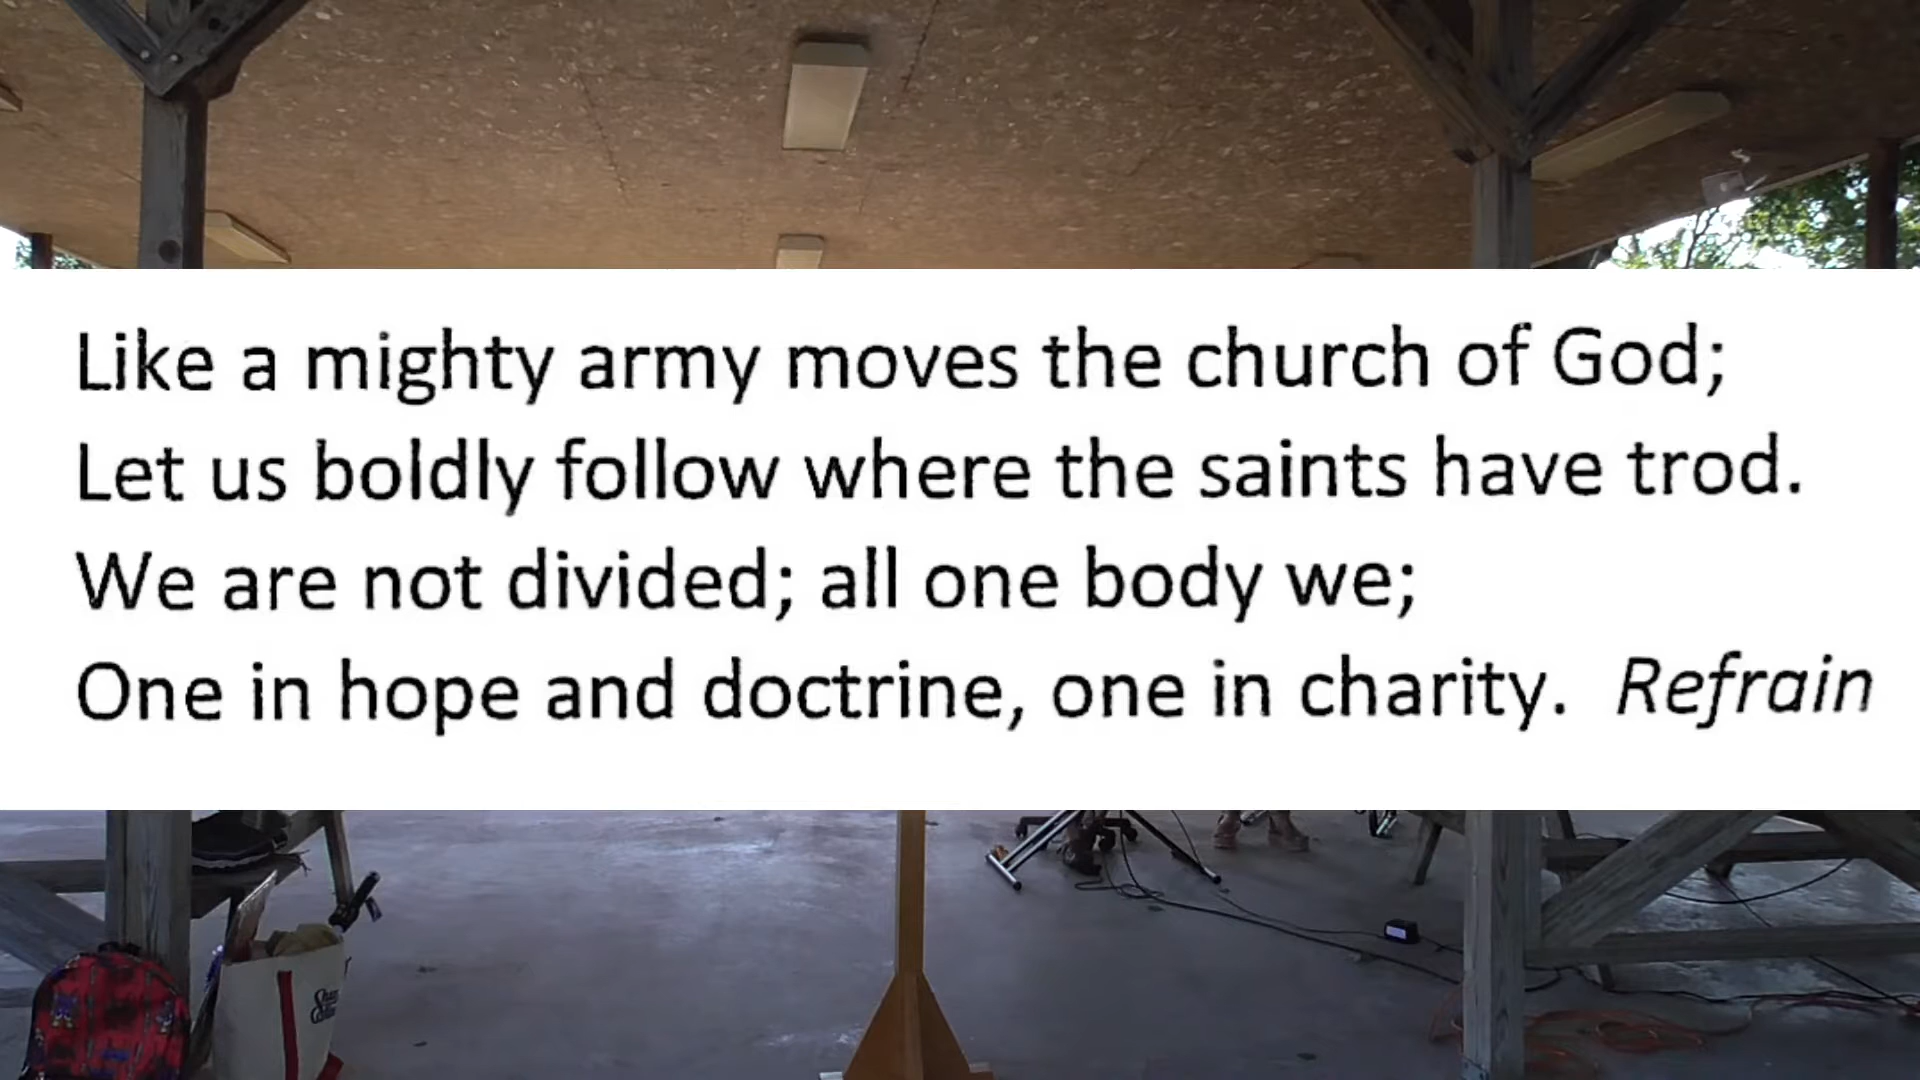 Like a mighty army moves the church of God;
Let us boldly follow where the saints have trod.
We are not divided; all one body we;
One in hope and doctrine, one in charity. Refrain